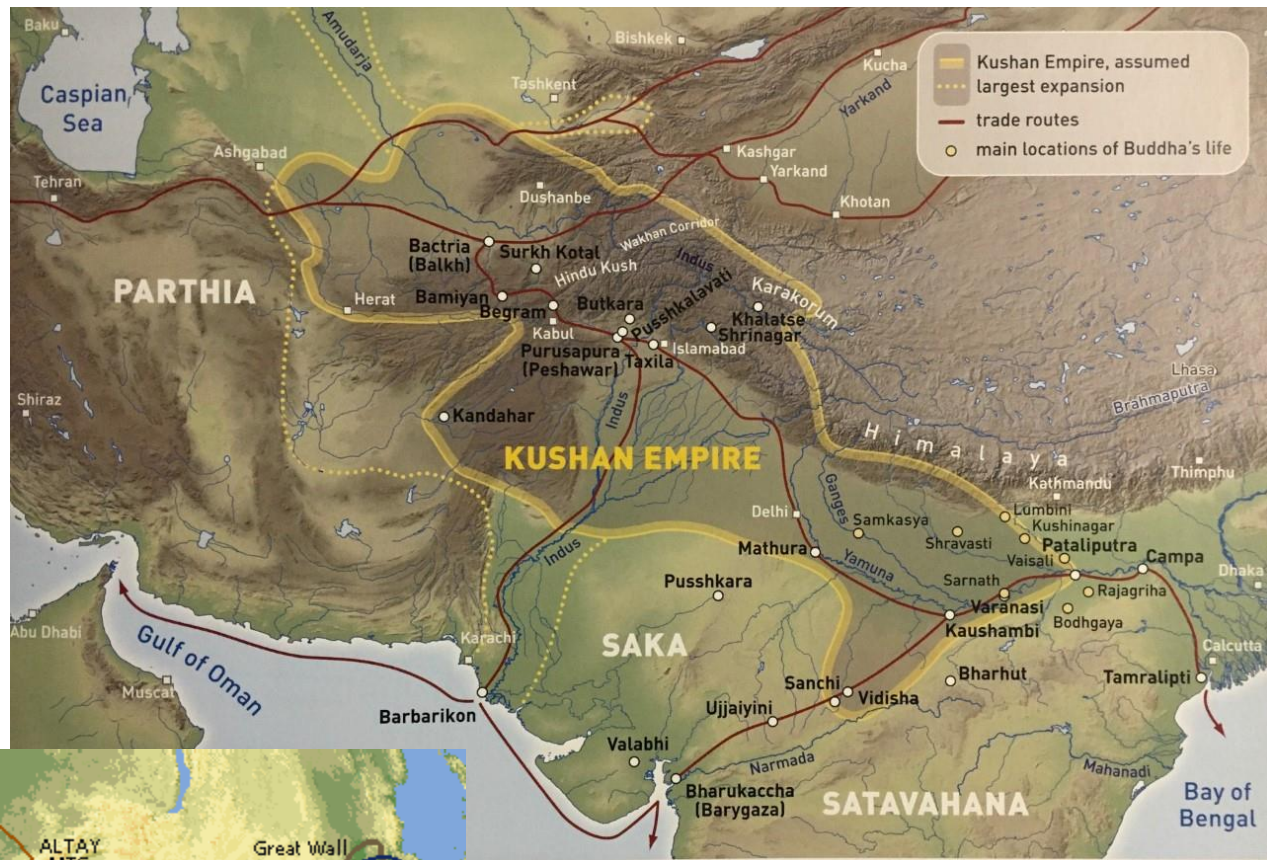 Baku
Caspian
Sea
Amudarja
Bishkek
Tashkent
Kucha
Yarkand
Kushan Empire, assumed
largest expansion
trade routes
main locations of Buddha's life
Ashgabad
Tehran
Kashgar
Yarkand
Khotan
Dushanbe
Wakhan Corridor
Bactria
(Balkh)
Surkh Kotal
Hindu Kush
Indus
Karakorum
PARTHIA
Herat
Bamiyan
Begram
Kabul
Butkara
Pusshkalavati
Khalatse
Shrinagar
Purusapura
(Peshawar)
Taxila
Islamabad
Lhasa
Brahmaputra
Shiraz
Kandahar
Indus
KUSHAN EMPIRE
Himalaya
Kathmandu
Thimphu
Delhi
Ganges
Samkasya
Lumbini
Kushinagar
Shravasti
Vaisali
Pataliputra
Campa
Mathura
Yamuna
Indus
Pusshkara
Sarnath
Varanasi
Rajagriha
Dhaka
Kaushambi
Bodhgaya
Abu Dhabi
Gulf of Oman
Muscat
Karachi
SAKA
Calcutta
Barbarikon
Sanchi
Vidisha
Bharhut
Tamralipti
Ujjaiyini
Valabhi
Narmada
Bharukaccha
(Barygaza)
SATAVAHANA
Mahanadi
Bay of
Bengal
ALTAY
MTS
Great Wall